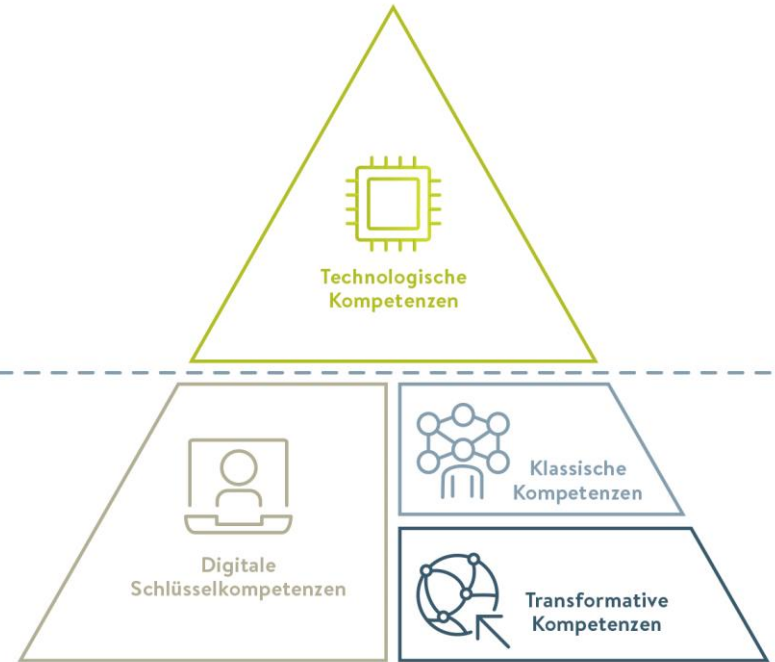 Technologische
Kompetenzen
Digitale
Schlüsselkompetenzen
Klassische
Kompetenzen
Transformative
Kompetenzen